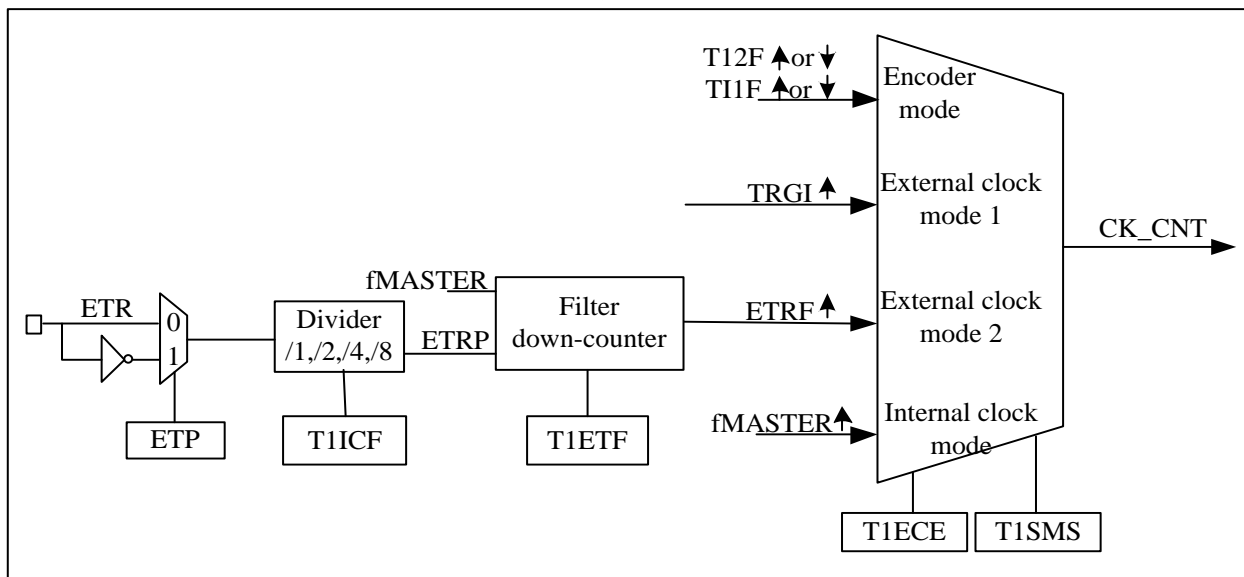 T12F or
TI1F or
Encoder
mode
TRGI
External clock
mode 1
CK_CNT
fMASTER
ETR
0
1
Divider
/1,/2,/4,/8
ETRP
Filter
down-counter
ETRF
External clock
mode 2
ETP
T1ICF
T1ETF
fMASTER
Internal clock
mode
T1ECE
T1SMS